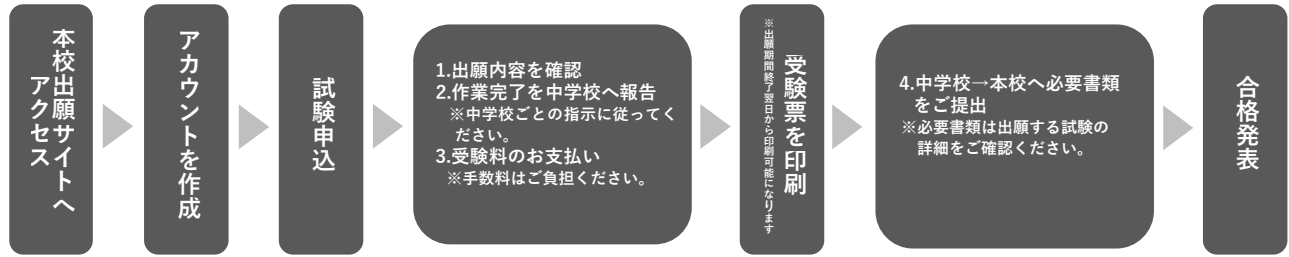 本校出願サイトへ
アクセス
アカウントを作成
試験申込
1.出願内容を確認
2.作業完了を中学校へ報告
※中学校ごとの指示に従ってく
ださい。
3.受験料のお支払い
※手数料はご負担ください。
受験票を印刷
※出願期間終了翌日から印刷可能になります
4.中学校→本校へ必要書類
をご提出
※必要書類は出願する試験の
詳細をご確認ください。
合格発表